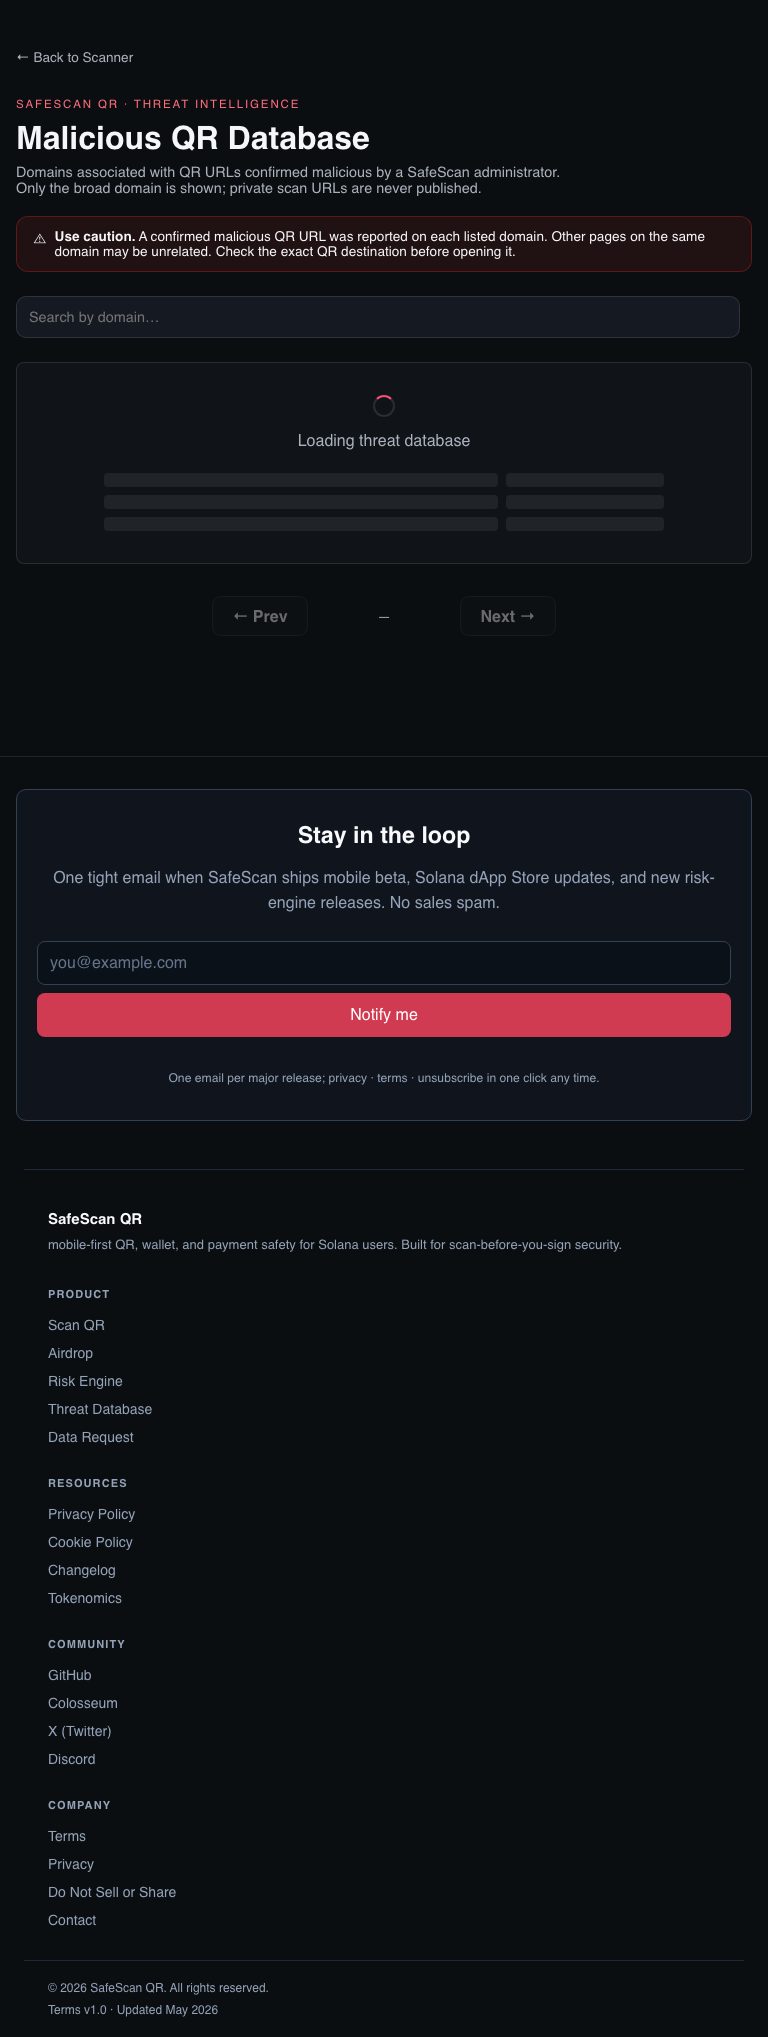 ← Back to Scanner
SAFESCAN QR · THREAT INTELLIGENCE
Malicious QR Database
Domains associated with QR URLs confirmed malicious by a SafeScan administrator.
Only the broad domain is shown; private scan URLs are never published.
⚠ Use caution. A confirmed malicious QR URL was reported on each listed domain. Other pages on the same
domain may be unrelated. Check the exact QR destination before opening it.
Search by domain…
Loading threat database
← Prev – Next →
Stay in the loop
One tight email when SafeScan ships mobile beta, Solana dApp Store updates, and new risk-
engine releases. No sales spam.
you@example.com
Notify me
One email per major release; privacy · terms · unsubscribe in one click any time.
SafeScan QR
mobile-first QR, wallet, and payment safety for Solana users. Built for scan-before-you-sign security.
PRODUCT
Scan QR
Airdrop
Risk Engine
Threat Database
Data Request
RESOURCES
Privacy Policy
Cookie Policy
Changelog
Tokenomics
COMMUNITY
GitHub
Colosseum
X (Twitter)
Discord
COMPANY
Terms
Privacy
Do Not Sell or Share
Contact
© 2026 SafeScan QR. All rights reserved.
Terms v1.0 · Updated May 2026